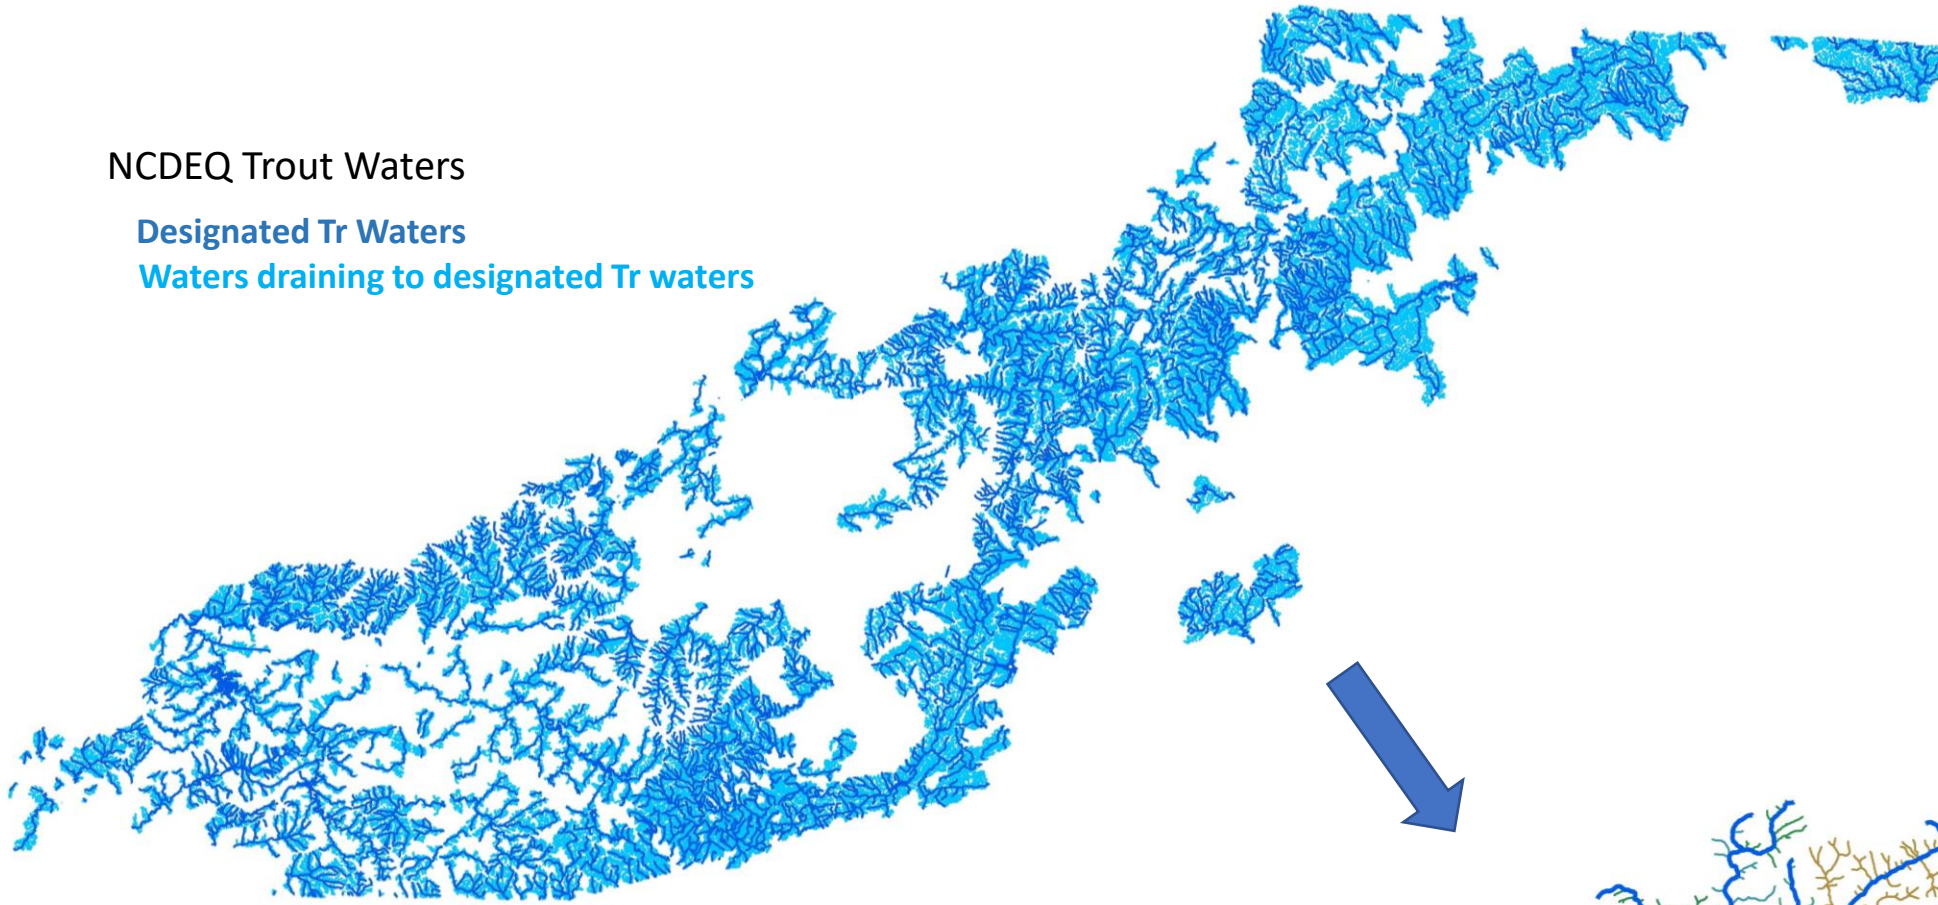 NCDEQ Trout Waters
Designated Tr Waters
Waters draining to designated Tr waters